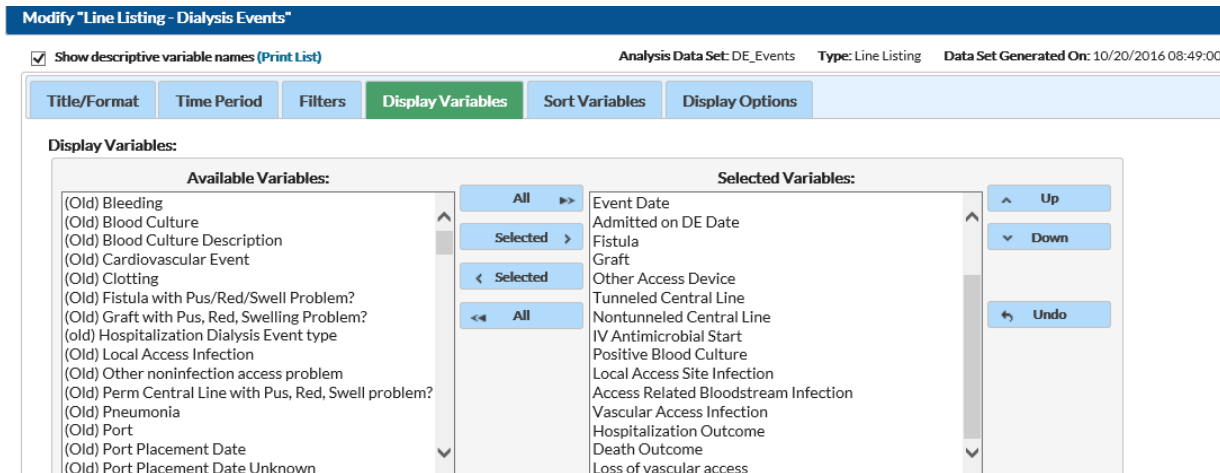 Modify "Line Listing - Dialysis Events"
Show descriptive variable names (Print List)
Analysis Data Set: DE_Events Type: Line Listing Data Set Generated On: 10/20/2016 08:49:00
Title/Format Time Period Filters Display Variables Sort Variables Display Options
Display Variables:
Available Variables:
(Old) Bleeding
(Old) Blood Culture
(Old) Blood Culture Description
(Old) Cardiovascular Event
(Old) Clotting
(Old) Fistula with Pus/Red/Swell Problem?
(Old) Graft with Pus, Red, Swelling Problem?
(old) Hospitalization Dialysis Event type
(Old) Local Access Infection
(Old) Other noninfection access problem
(Old) Perm Central Line with Pus, Red, Swell problem?
(Old) Pneumonia
(Old) Port
(Old) Port Placement Date
(Old) Port Placement Date Unknown
All
Selected
Selected
All
Selected Variables:
Event Date
Admitted on DE Date
Fistula
Graft
Other Access Device
Tunneled Central Line
Nontunneled Central Line
IV Antimicrobial Start
Positive Blood Culture
Local Access Site Infection
Access Related Bloodstream Infection
Vascular Access Infection
Hospitalization Outcome
Death Outcome
Loss of vascular access
Up
Down
Undo